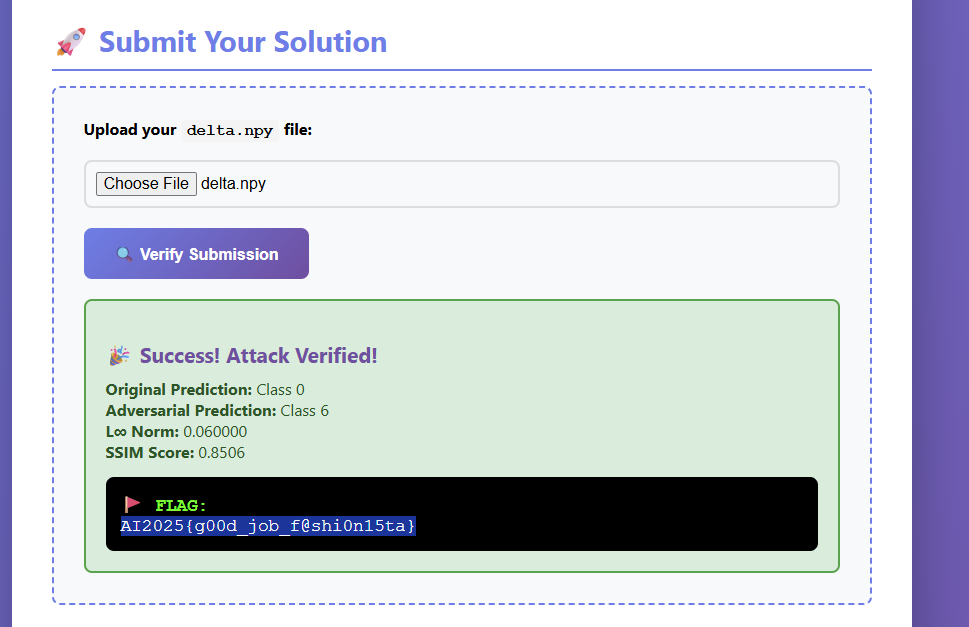 🚀 Submit Your Solution
Upload your delta.npy file:
Choose File delta.npy
🔍 Verify Submission
🎉 Success! Attack Verified!
Original Prediction: Class 0
Adversarial Prediction: Class 6
L∞ Norm: 0.060000
SSIM Score: 0.8506
🚩 FLAG:
AI2025{g00d_job_f@shi0n15ta}